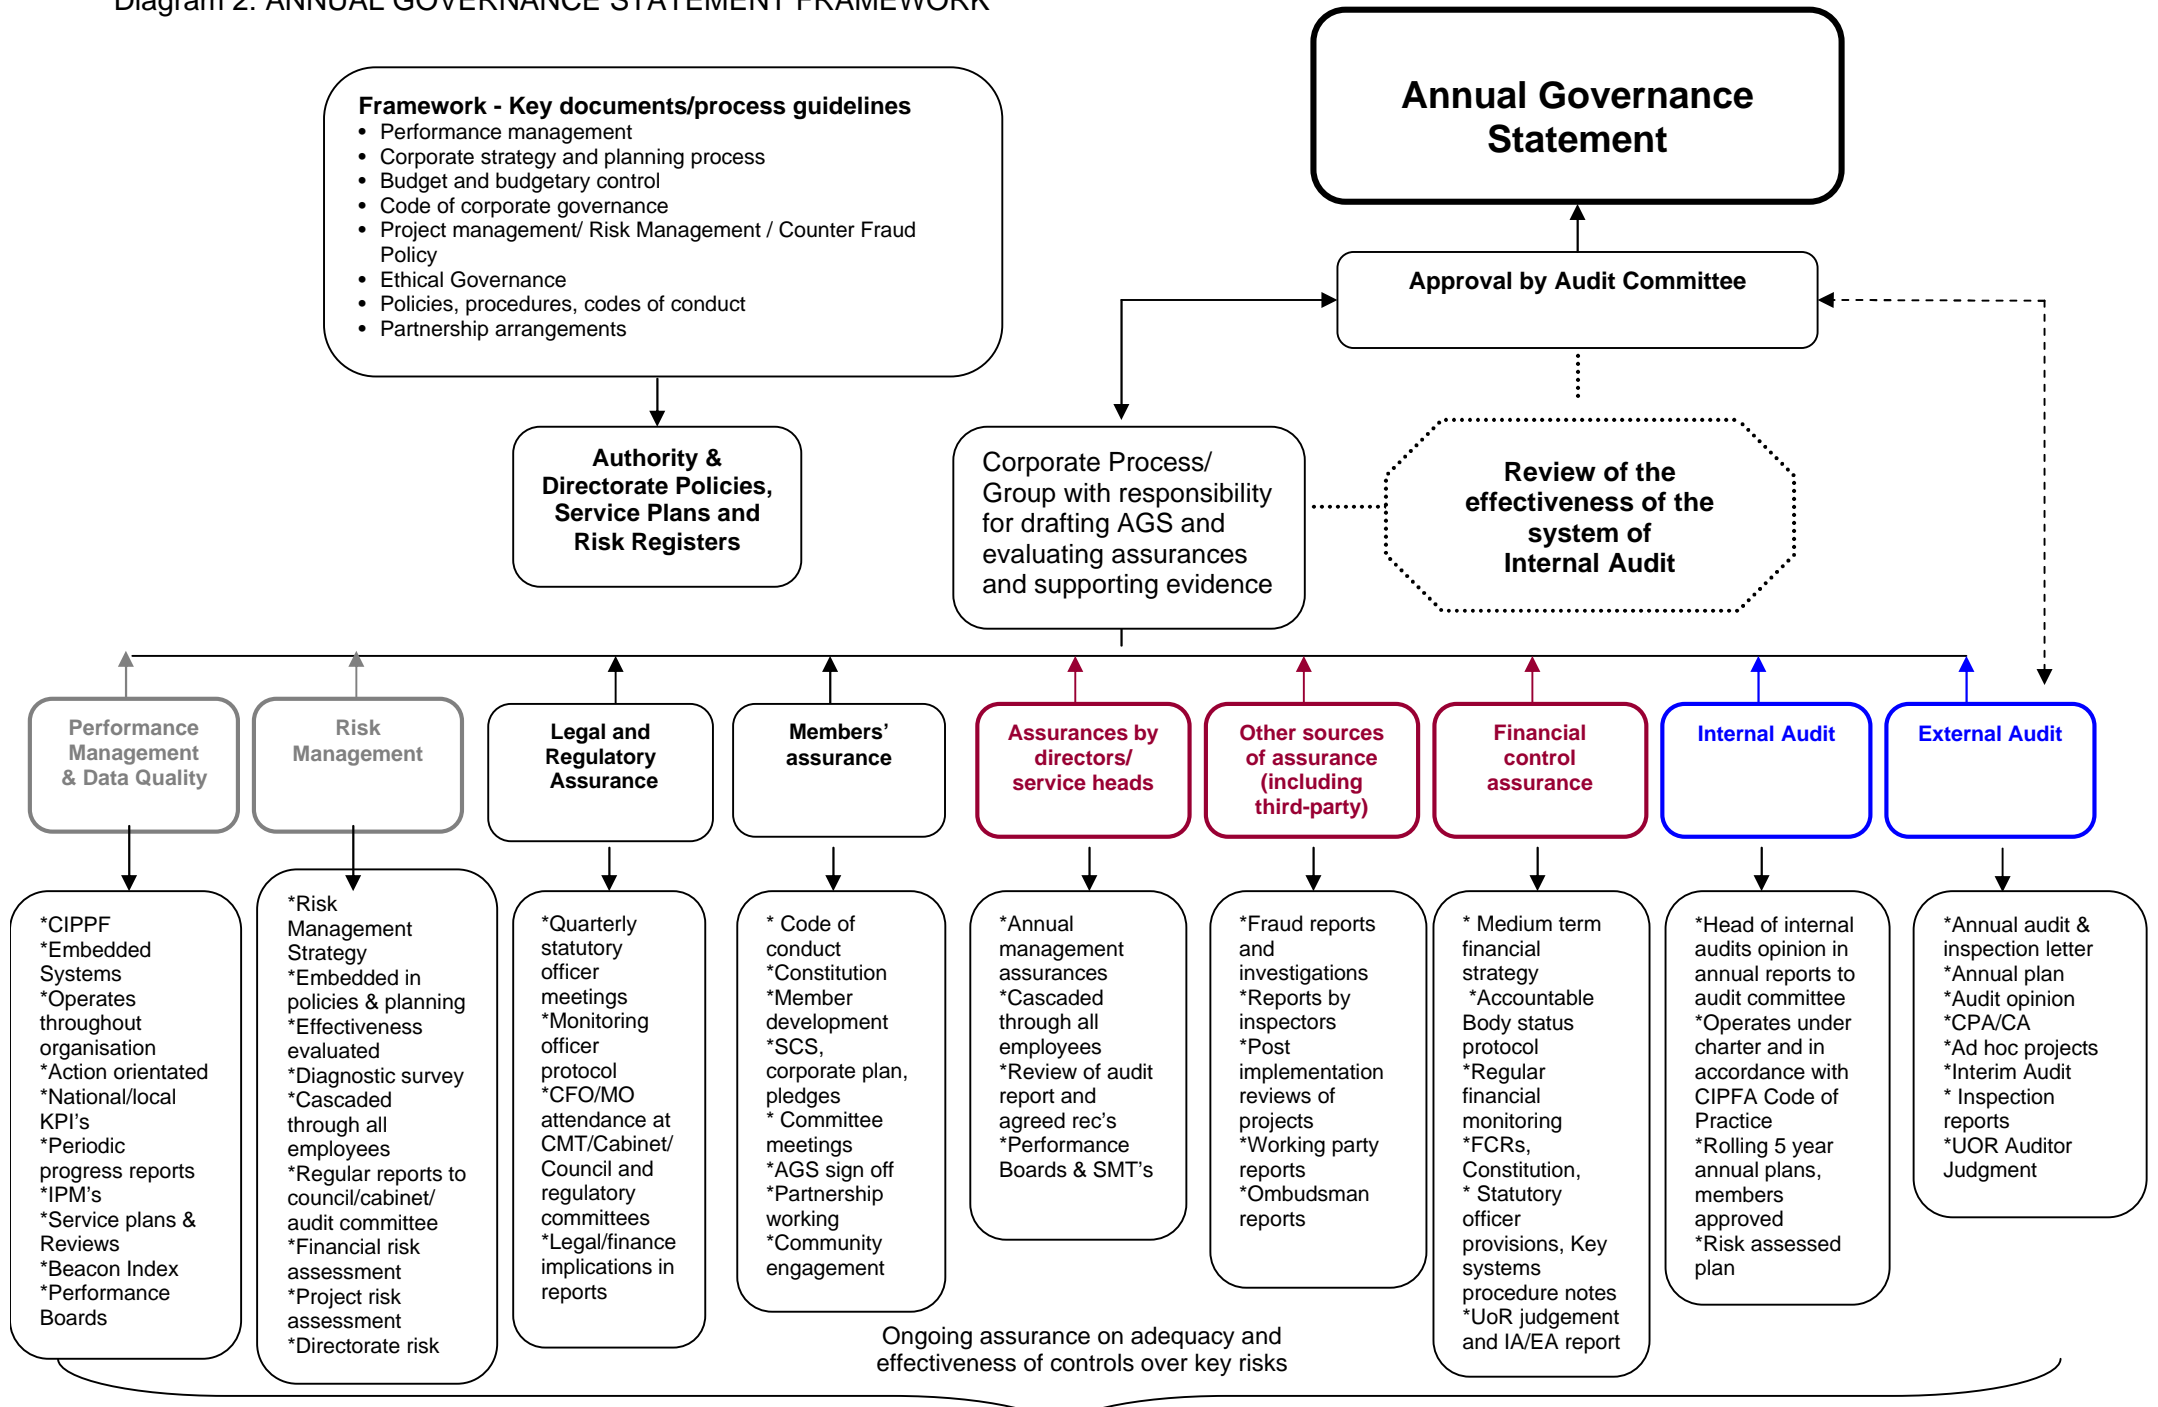 Diagram 2: ANNUAL GOVERNANCE STATEMENT FRAMEWORK
Annual Governance
Statement
Framework - Key documents/process guidelines
• Performance management
• Corporate strategy and planning process
• Budget and budgetary control
• Code of corporate governance
• Project management/ Risk Management / Counter Fraud
Policy
• Ethical Governance
• Policies, procedures, codes of conduct
• Partnership arrangements
Approval by Audit Committee
Authority &
Directorate Policies,
Service Plans and
Risk Registers
Corporate Process/
Group with responsibility
for drafting AGS and
evaluating assurances
and supporting evidence
Review of the
effectiveness of the
system of
Internal Audit
Performance
Management
& Data Quality
Risk
Management
Legal and
Regulatory
Assurance
Members’
assurance
Assurances by
directors/
service heads
Other sources
of assurance
(including
third-party)
Financial
control
assurance
Internal Audit
External Audit
*CIPPF
*Embedded
Systems
*Operates
throughout
organisation
*Action orientated
*National/local
KPI’s
*Periodic
progress reports
*IPM’s
*Service plans &
Reviews
*Beacon Index
*Performance
Boards
*Risk
Management
Strategy
*Embedded in
policies & planning
*Effectiveness
evaluated
*Diagnostic survey
*Cascaded
through all
employees
*Regular reports to
council/cabinet/
audit committee
*Financial risk
assessment
*Project risk
assessment
*Directorate risk
*Quarterly
statutory
officer
meetings
*Monitoring
officer
protocol
*CFO/MO
attendance at
CMT/Cabinet/
Council and
regulatory
committees
*Legal/finance
implications in
reports
* Code of
conduct
*Constitution
*Member
development
*SCS,
corporate plan,
pledges
* Committee
meetings
*AGS sign off
*Partnership
working
*Community
engagement
*Annual
management
assurances
*Cascaded
through all
employees
*Review of audit
report and
agreed rec’s
*Performance
Boards & SMT’s
*Fraud reports
and
investigations
*Reports by
inspectors
*Post
implementation
reviews of
projects
*Working party
reports
*Ombudsman
reports
* Medium term
financial
strategy
*Accountable
Body status
protocol
*Regular
financial
monitoring
*FCRs,
Constitution,
* Statutory
officer
provisions, Key
systems
procedure notes
*UoR judgement
and IA/EA report
*Head of internal
audits opinion in
annual reports to
audit committee
*Operates under
charter and in
accordance with
CIPFA Code of
Practice
*Rolling 5 year
annual plans,
members
approved
*Risk assessed
plan
*Annual audit &
inspection letter
*Annual plan
*Audit opinion
*CPA/CA
*Ad hoc projects
*Interim Audit
* Inspection
reports
*UOR Auditor
Judgment
Ongoing assurance on adequacy and
effectiveness of controls over key risks